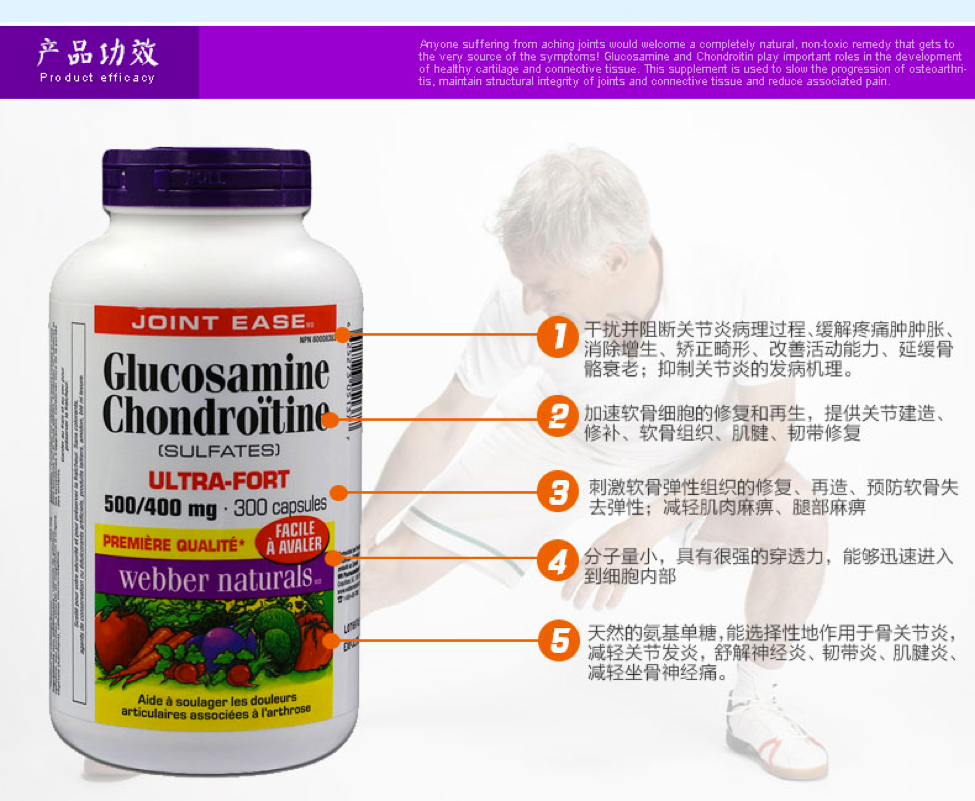 产品功效
Product efficacy
Anyone suffering from aching joints would welcome a completely natural, non-toxic remedy that gets to
the very source of the symptoms! Glucosamine and Chondroitin play important roles in the development
of healthy cartilage and connective tissue. This supplement is used to slow the progression of osteoarthri-
tis, maintain structural integrity of joints and connective tissue and reduce associated pain.
JOINT EASE
Glucosamine
Chondroïtine
(SULFATES)
ULTRA-FORT
500/400 mg · 300 capsules
PREMIÈRE QUALITÉ*
FACILE
À AVALER
webber naturals
Aide à soulager les douleurs
articulaires associées à l'arthrose
1
干扰并阻断关节炎病理过程、缓解疼痛肿肿胀、
消除增生、矫正畸形、改善活动能力、延缓骨
骼衰老；抑制关节炎的发病机理。
2
加速软骨细胞的修复和再生，提供关节建造、
修补、软骨组织、肌腱、韧带修复
3
刺激软骨弹性组织的修复、再造、预防软骨失
去弹性；减轻肌肉麻痹、腿部麻痹
4
分子量小，具有很强的穿透力，能够迅速进入
到细胞内部
5
天然的氨基单糖,能选择性地作用于骨关节炎，
减轻关节发炎，舒解神经炎、韧带炎、肌腱炎、
减轻坐骨神经痛。